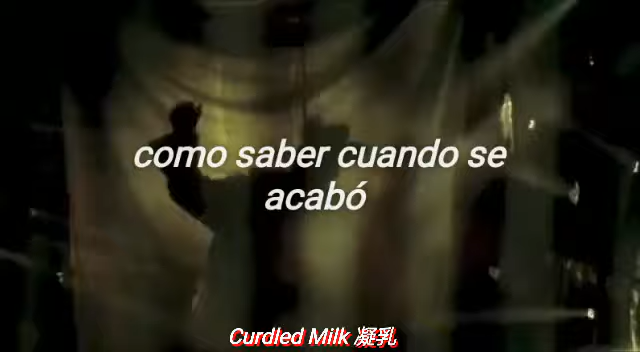 como saber cuando se
acabó
Curdled Milk 凝乳